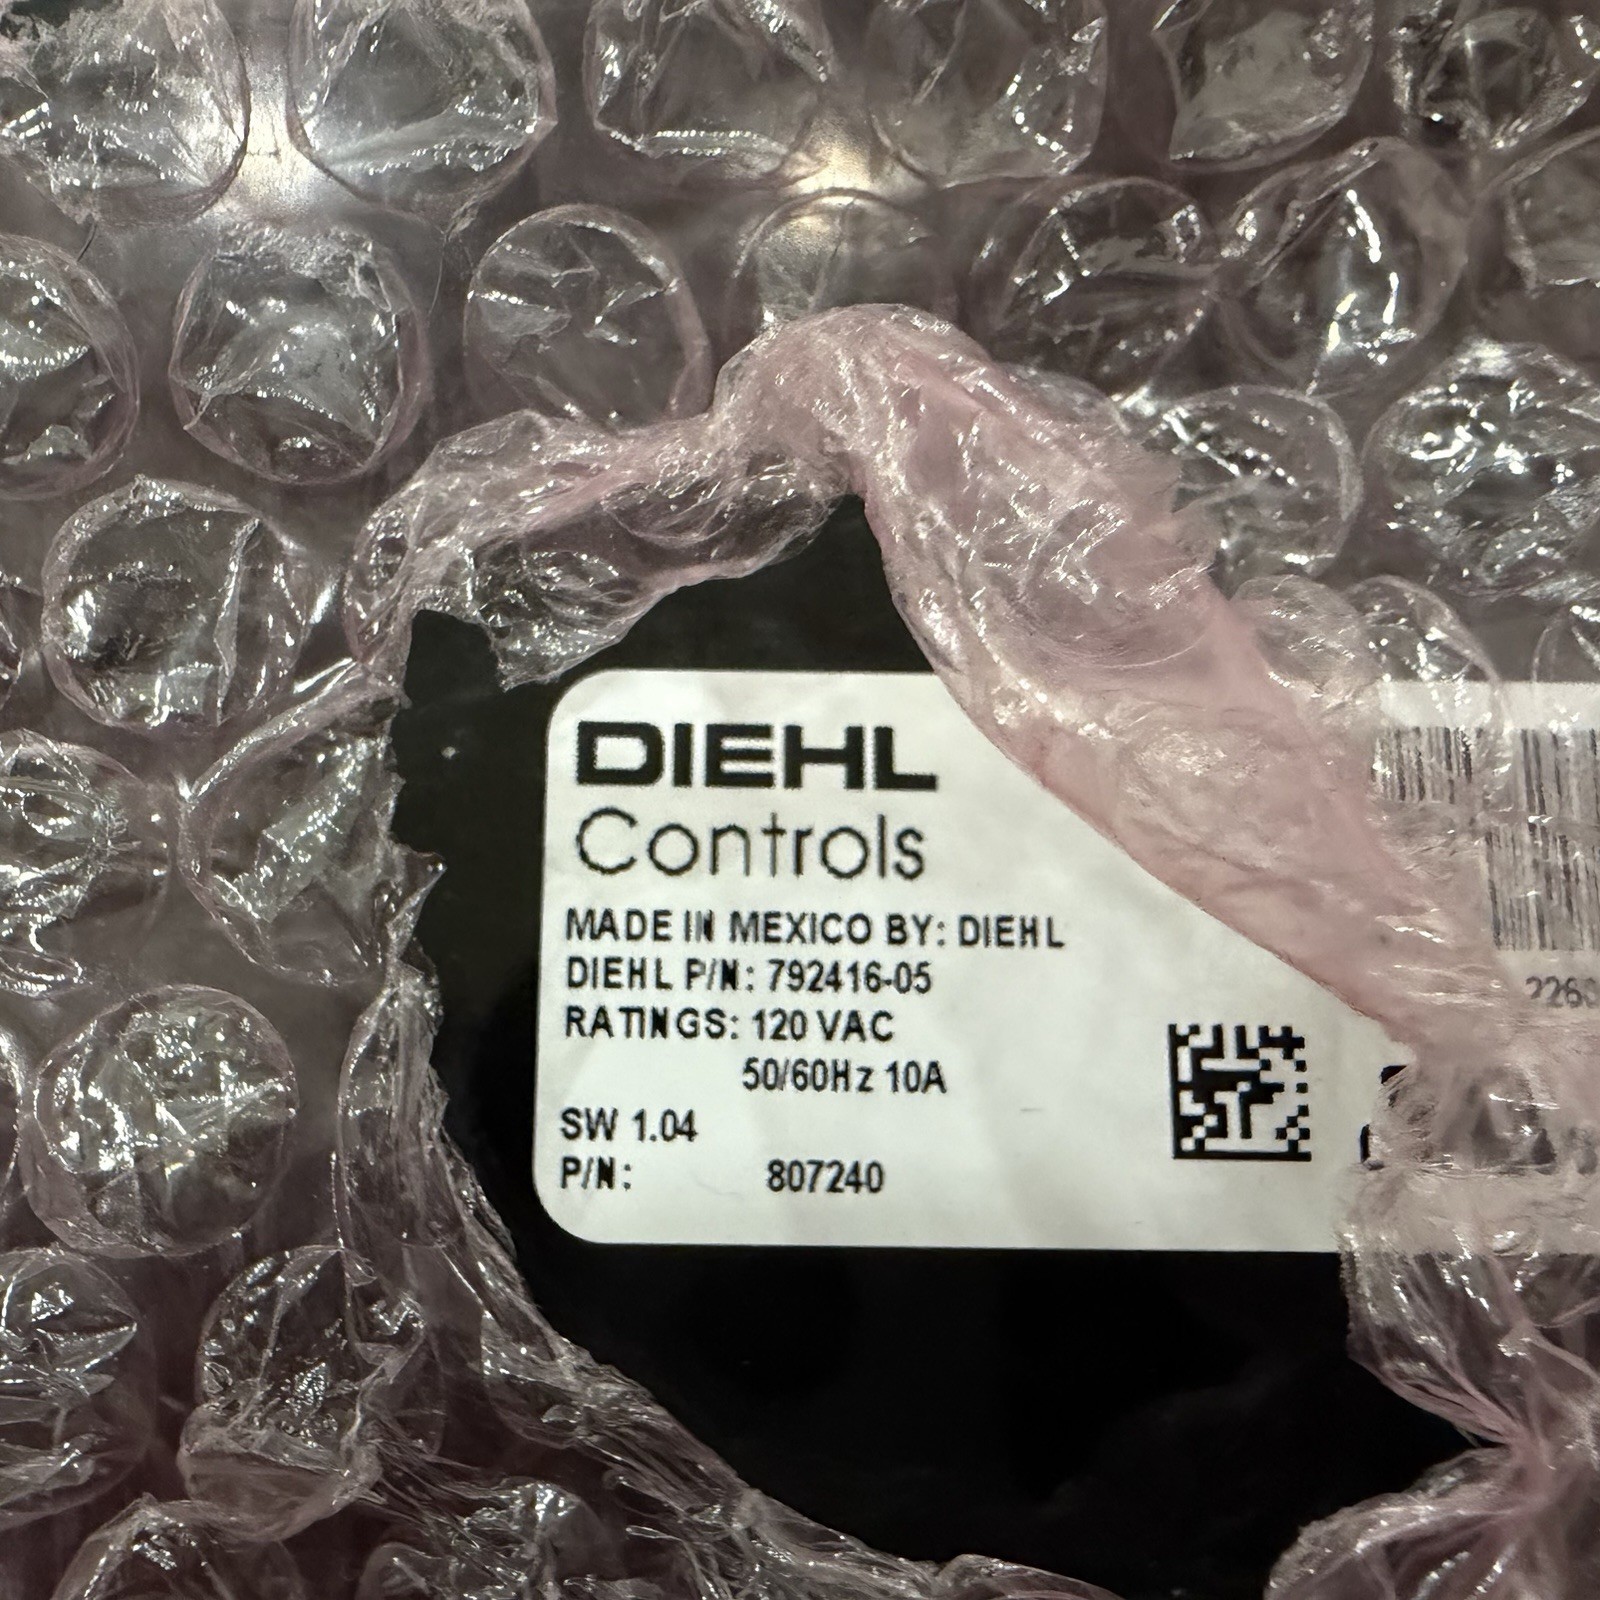 DIEHL
Controls
MADE IN MEXICO BY: DIEHL
DIEHL P/N: 792416-05
RATINGS: 120 VAC
50/60Hz 10A
SW 1.04
P/N: 807240